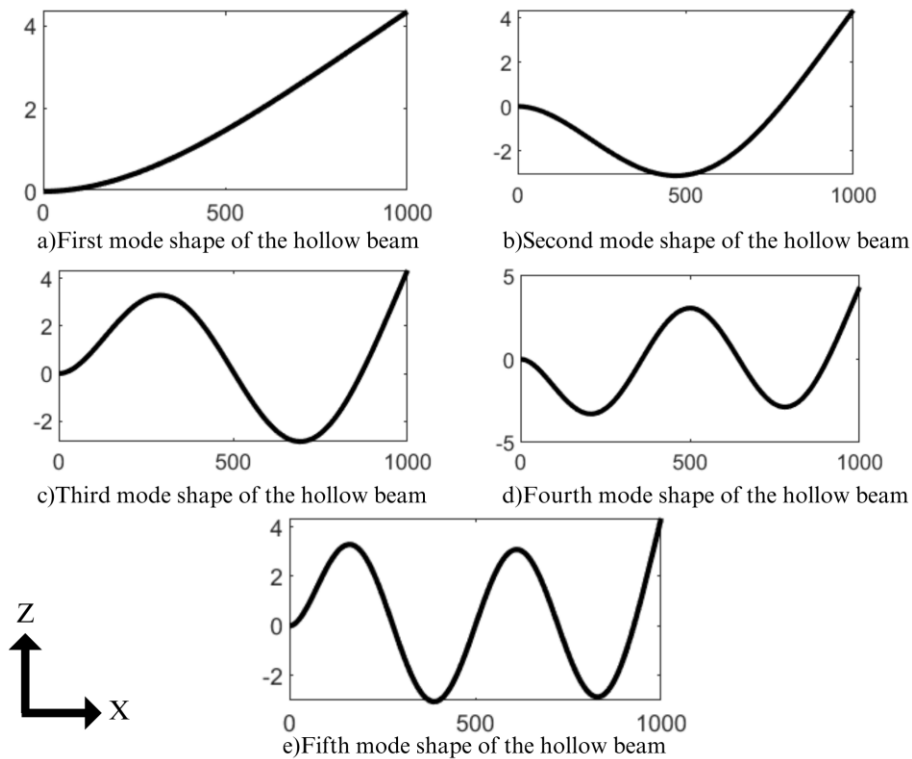 4
2
0
0 500 1000
a)First mode shape of the hollow beam
4
2
0
-2
0 500 1000
b)Second mode shape of the hollow beam
4
2
0
-2
0 500 1000
c)Third mode shape of the hollow beam
5
0
-5
0 500 1000
d)Fourth mode shape of the hollow beam
4
2
0
-2
0 500 1000
e)Fifth mode shape of the hollow beam
Z
X